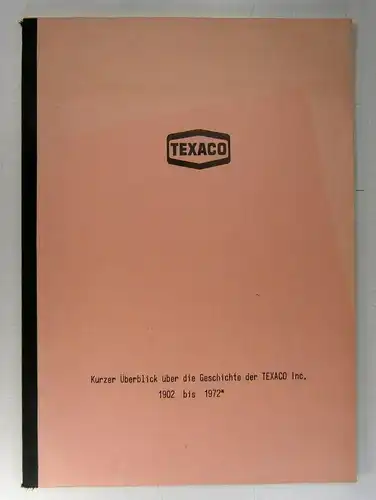 TEXACO
Kurzer Überblick über die Geschichte der TEXACO Inc.
1902 bis 1972*